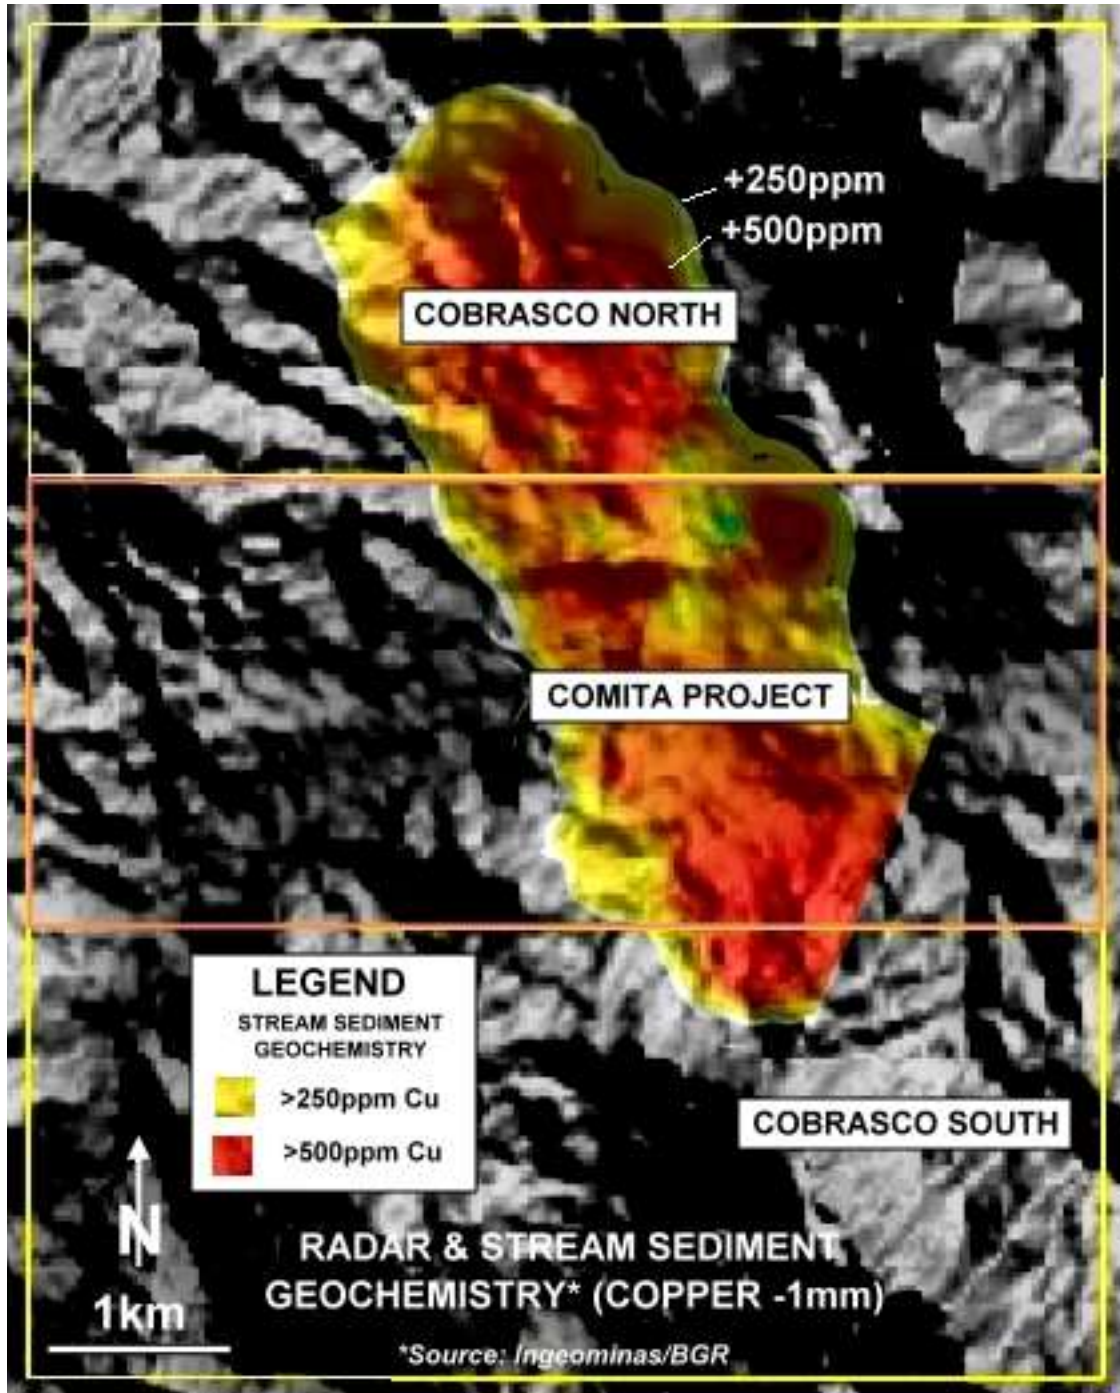 +250ppm
+500ppm
COBRASCO NORTH
COMITA PROJECT
LEGEND
STREAM SEDIMENT
GEOCHEMISTRY
>250ppm Cu
>500ppm Cu
COBRASCO SOUTH
N
1km
RADAR & STREAM SEDIMENT
GEOCHEMISTRY* (COPPER -1mm)
*Source: Ingeominas/BGR